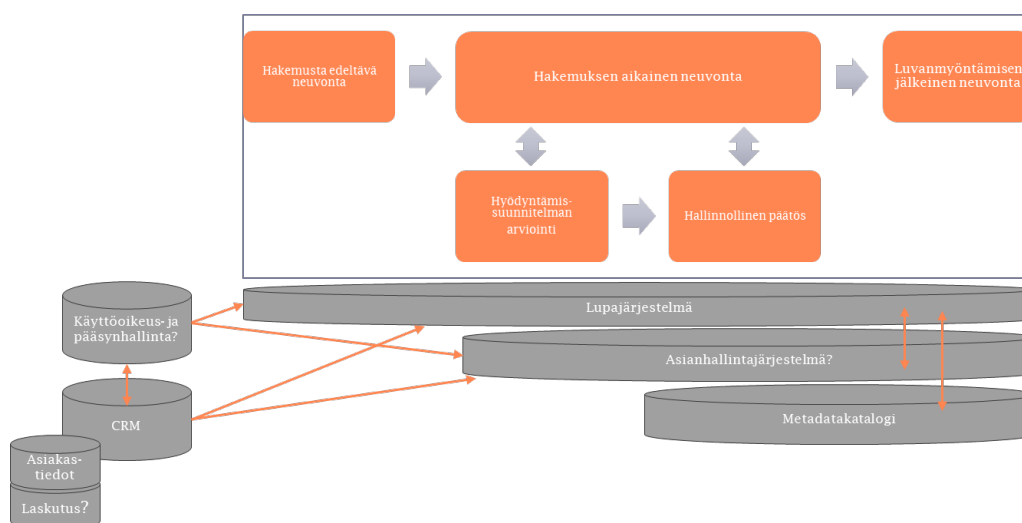 Hakemusta edeltävä
neuvonta
Hakemuksen aikainen neuvonta
Luvanmyöntämisen
jälkeinen neuvonta
Hyödyntämis-
suunnitelman
arviointi
Hallinnollinen päätös
Käyttöoikeus- ja
pääsynhallinta?
Lupajärjestelmä
Asianhallintajärjestelmä?
CRM
Metadatakatalogi
Asiakas-
tiedot
Laskutus?